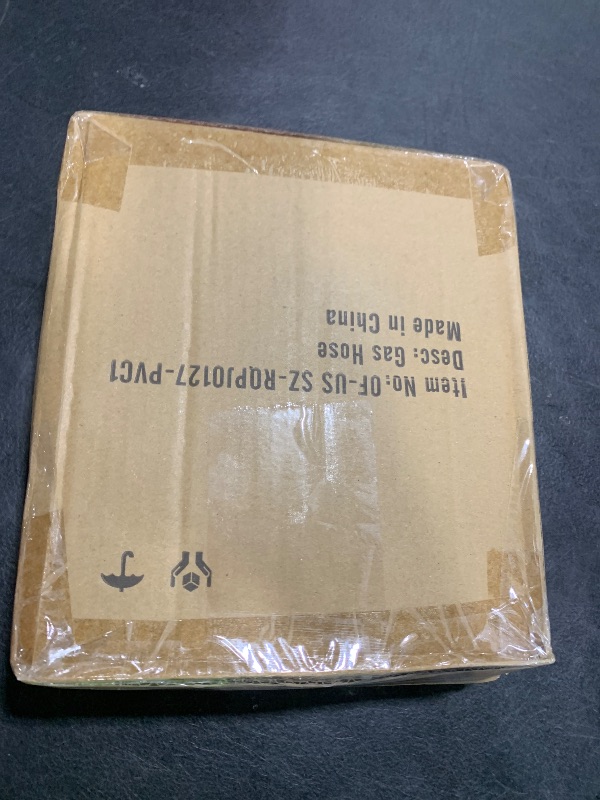 Item No: OF-US SZ-RQPJ0127-PVC1
Desc: Gas Hose
Made in China